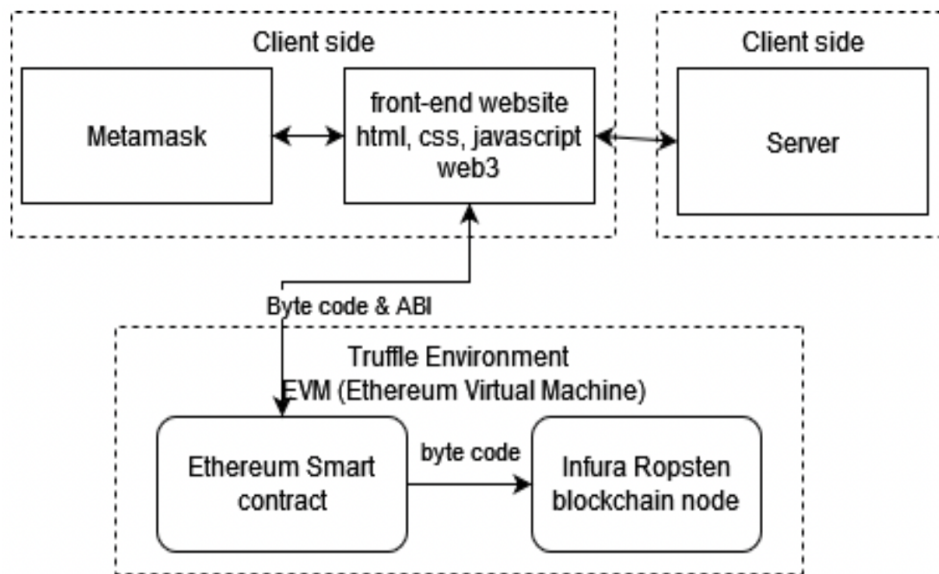 Client side
Metamask
front-end website
html, css, javascript
web3
Client side
Server
Byte code & ABI
Truffle Environment
EVM (Ethereum Virtual Machine)
Ethereum Smart
contract
byte code
Infura Ropsten
blockchain node